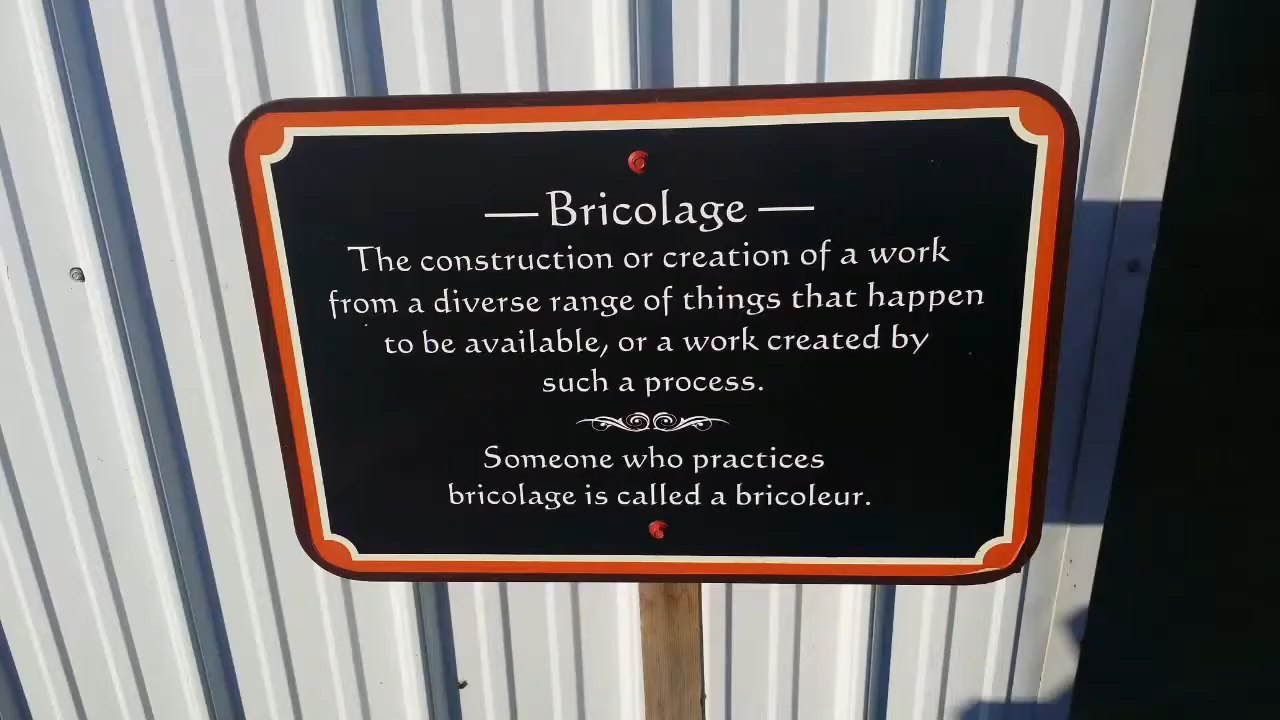 — Bricolage —
The construction or creation of a work
from a diverse range of things that happen
to be available, or a work created by
such a process.
Someone who practices
bricolage is called a bricoleur.